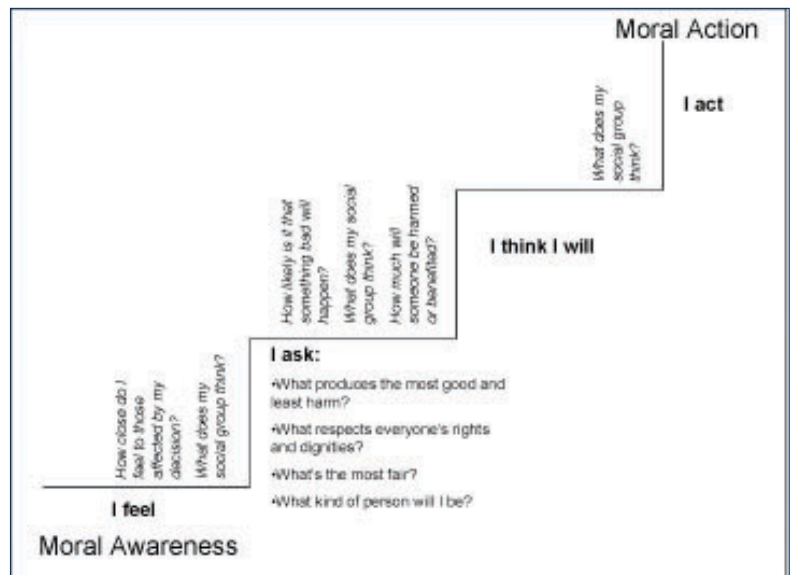 Moral Action
I act
What does my
social group
think?
I think I will
How likely is it that
something bad will
happen?
What does my social
group think?
How much will
someone be harmed
or benefited?
I ask:
•What produces the most good and
least harm?
•What respects everyone's rights
and dignities?
•What's the most fair?
•What kind of person will I be?
How close do I
feel to those
affected by my
decision?
What does my
social group think?
I feel
Moral Awareness